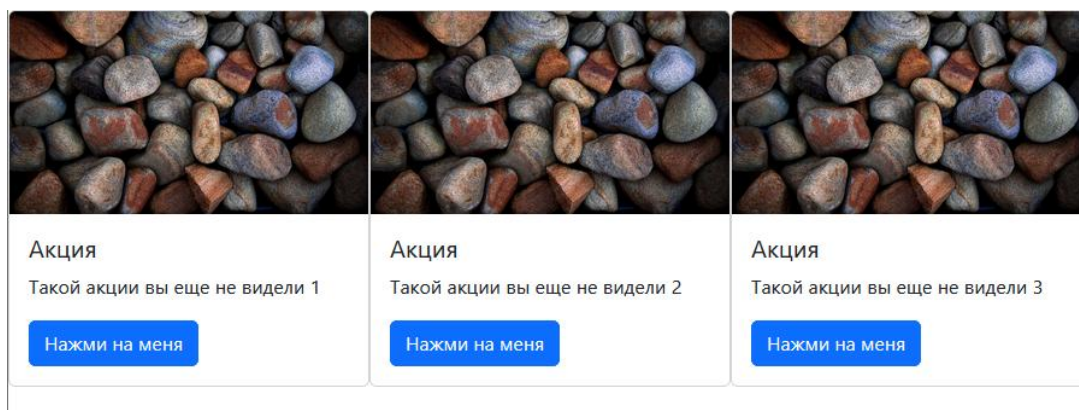 Акция
Такой акции вы еще не видели 1
Нажми на меня
Акция
Такой акции вы еще не видели 2
Нажми на меня
Акция
Такой акции вы еще не видели 3
Нажми на меня